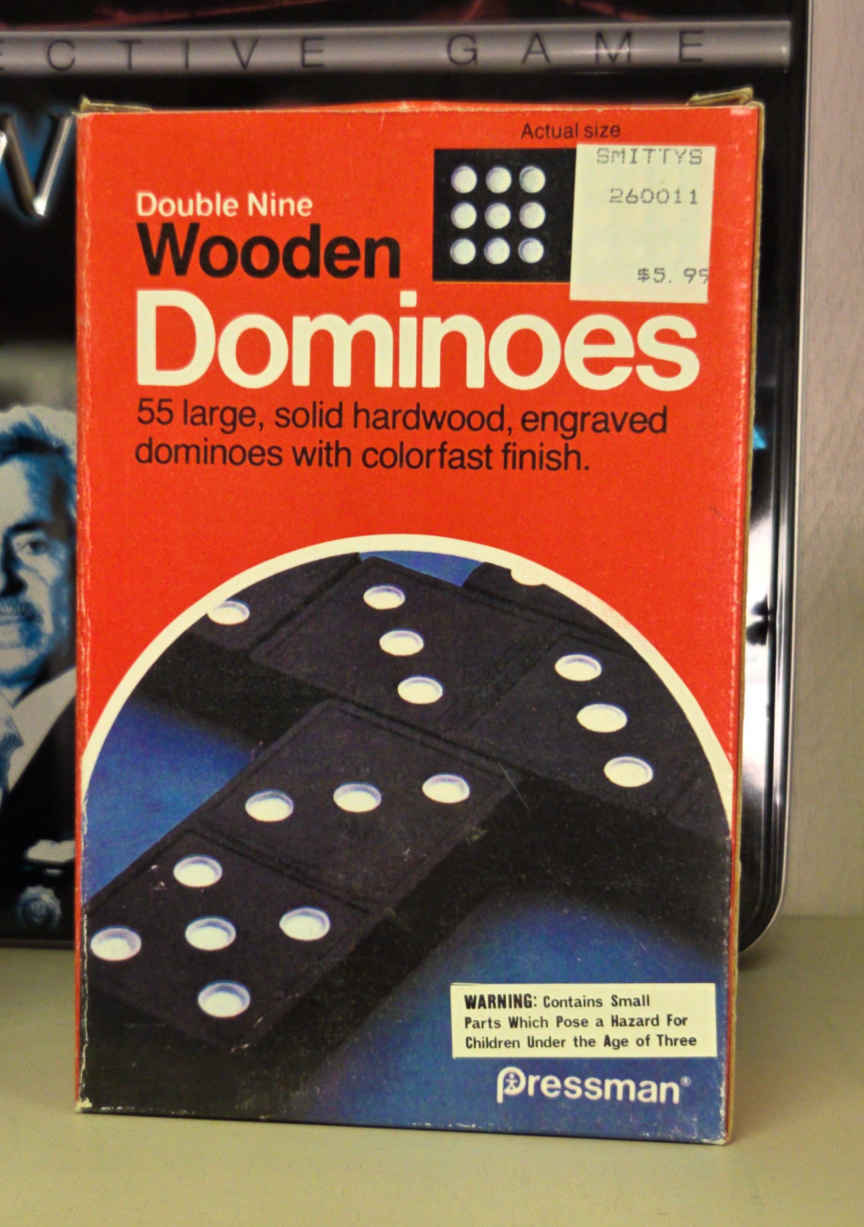 CTIVE GAME
Actual size
SMITTYS
260011
$5.99
Double Nine
Wooden
Dominoes
55 large, solid hardwood, engraved
dominoes with colorfast finish.
WARNING: Contains Small
Parts Which Pose a Hazard For
Children Under the Age of Three
Pressman®